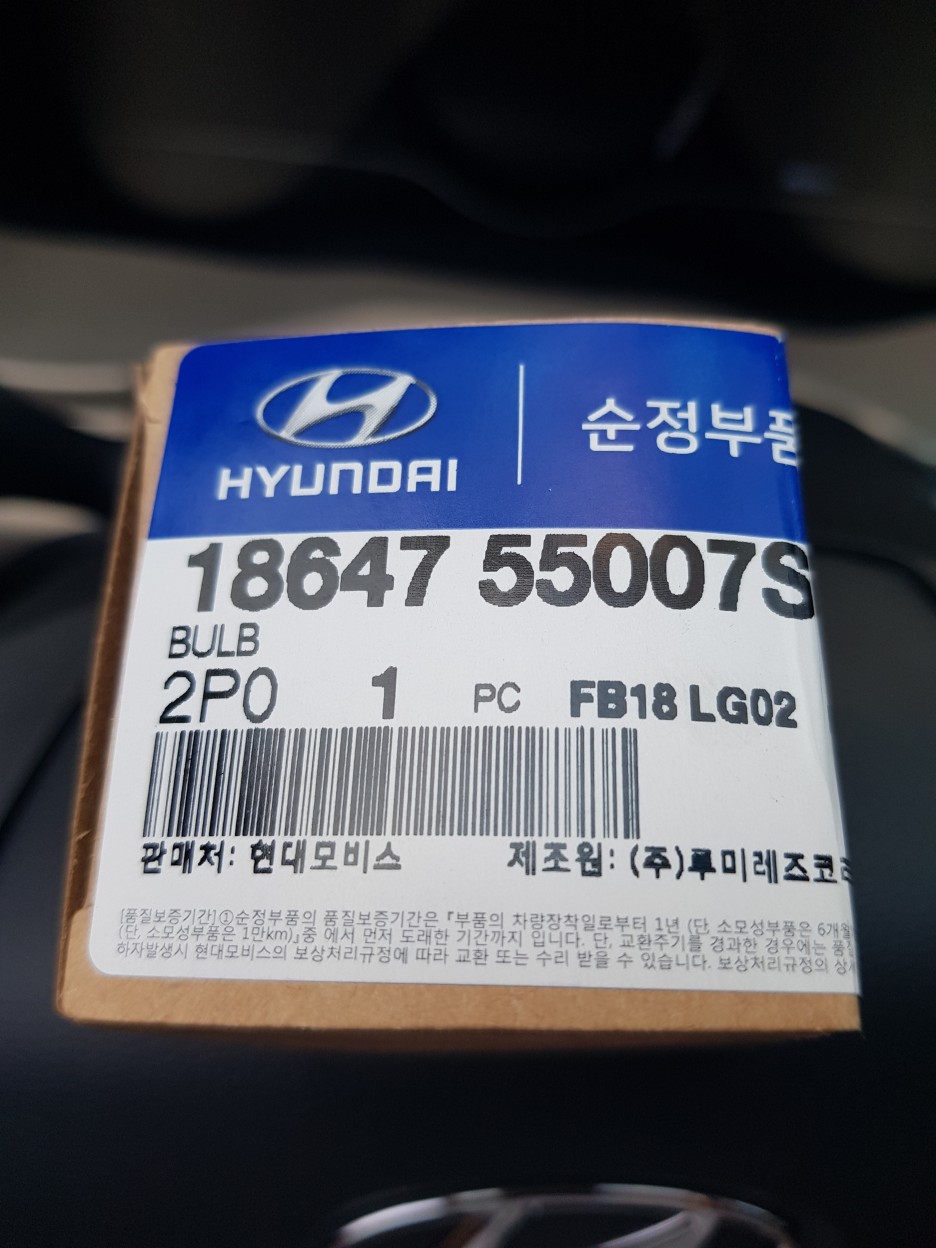 HYUNDAI
순정부품
18647 55007S
BULB
2P0 1 PC FB18 LG02
판매처: 현대모비스 제조원: (주)루미레즈코리
[품질보증기간]①순정부품의 품질보증기간은 『부품의 차량장착일로부터 1년 (단, 소모성부품은 6개월
(단, 소모성부품은 1만km)』중 에서 먼저 도래한 기간까지 입니다. 단, 교환주기를 경과한 경우에는 품질
하자발생시 현대모비스의 보상처리규정에 따라 교환 또는 수리 받을 수 있습니다. 보상처리규정의 상세